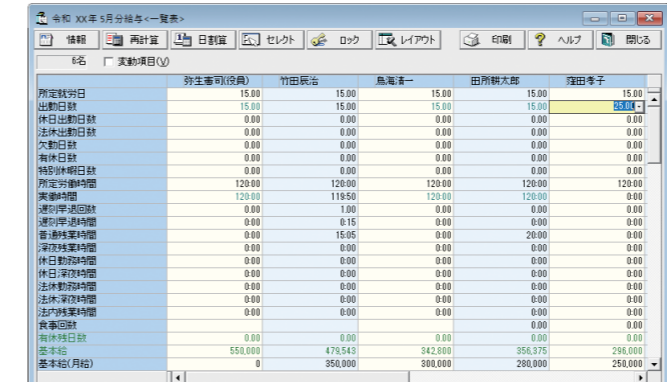 令和 XX年 5月分給与<一覧表>
情報 再計算 日割算 セレクト ロック レイアウト 印刷 ヘルプ 閉じる
6名 変動項目(V)
弥生憲司(役員) 竹田辰治 鳥海清一 田所耕太郎 窪田孝子
所定就労日 15.00 15.00 15.00 15.00 15.00
出勤日数 15.00 15.00 15.00 15.00 25.00
休日出勤日数 0.00 0.00 0.00 0.00 0.00
法休出勤日数 0.00 0.00 0.00 0.00 0.00
欠勤日数 0.00 0.00 0.00 0.00 0.00
有休日数 0.00 0.00 0.00 0.00 0.00
特別休暇日数 0.00 0.00 0.00 0.00 0.00
所定労働時間 120:00 120:00 120:00 120:00 120:00
実働時間 120:00 119:50 120:00 120:00 0:00
遅刻早退回数 0.00 1.00 0.00 0.00 0.00
遅刻早退時間 0:00 0:15 0:00 0:00 0:00
普通残業時間 0:00 15:05 0:00 20:00 0:00
深夜残業時間 0:00 0:00 0:00 0:00 0:00
休日勤務時間 0:00 0:00 0:00 0:00 0:00
休日深夜時間 0:00 0:00 0:00 0:00 0:00
法休勤務時間 0:00 0:00 0:00 0:00 0:00
法休深夜時間 0:00 0:00 0:00 0:00 0:00
法内残業時間 0:00 0:00 0:00 0:00 0:00
食事回数 0.00 0.00
有休残日数 0.00 0.00 0.00 0.00 0.00
基本給 550,000 479,543 342,800 356,375 296,000
基本給(月給) 0 350,000 300,000 280,000 250,000